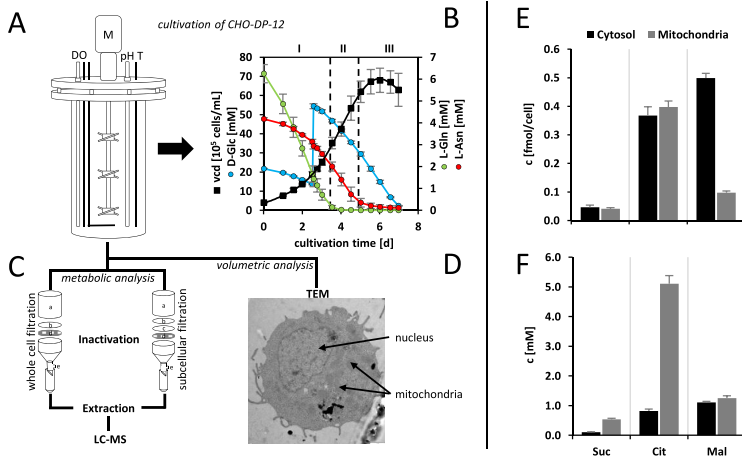 A
cultivation of CHO-DP-12
B
M
DO
pH T
I II III
vcd [10⁵ cells/mL]
D-Glc [mM]
80
70
60
50
40
30
20
10
0
7
6
5
4
3
2
1
0
L-Gln [mM]
L-Asn [mM]
0 2 4 6 8
cultivation time [d]
C
metabolic analysis
volumetric analysis
D
whole cell filtration
a
b
e
Inactivation
a
b
c
e
subcellular filtration
Extraction
LC-MS
TEM
nucleus
mitochondria
E
Cytosol Mitochondria
c [fmol/cell]
0.6
0.5
0.4
0.3
0.2
0.1
0.0
F
c [mM]
6.0
5.0
4.0
3.0
2.0
1.0
0.0
Suc Cit Mal